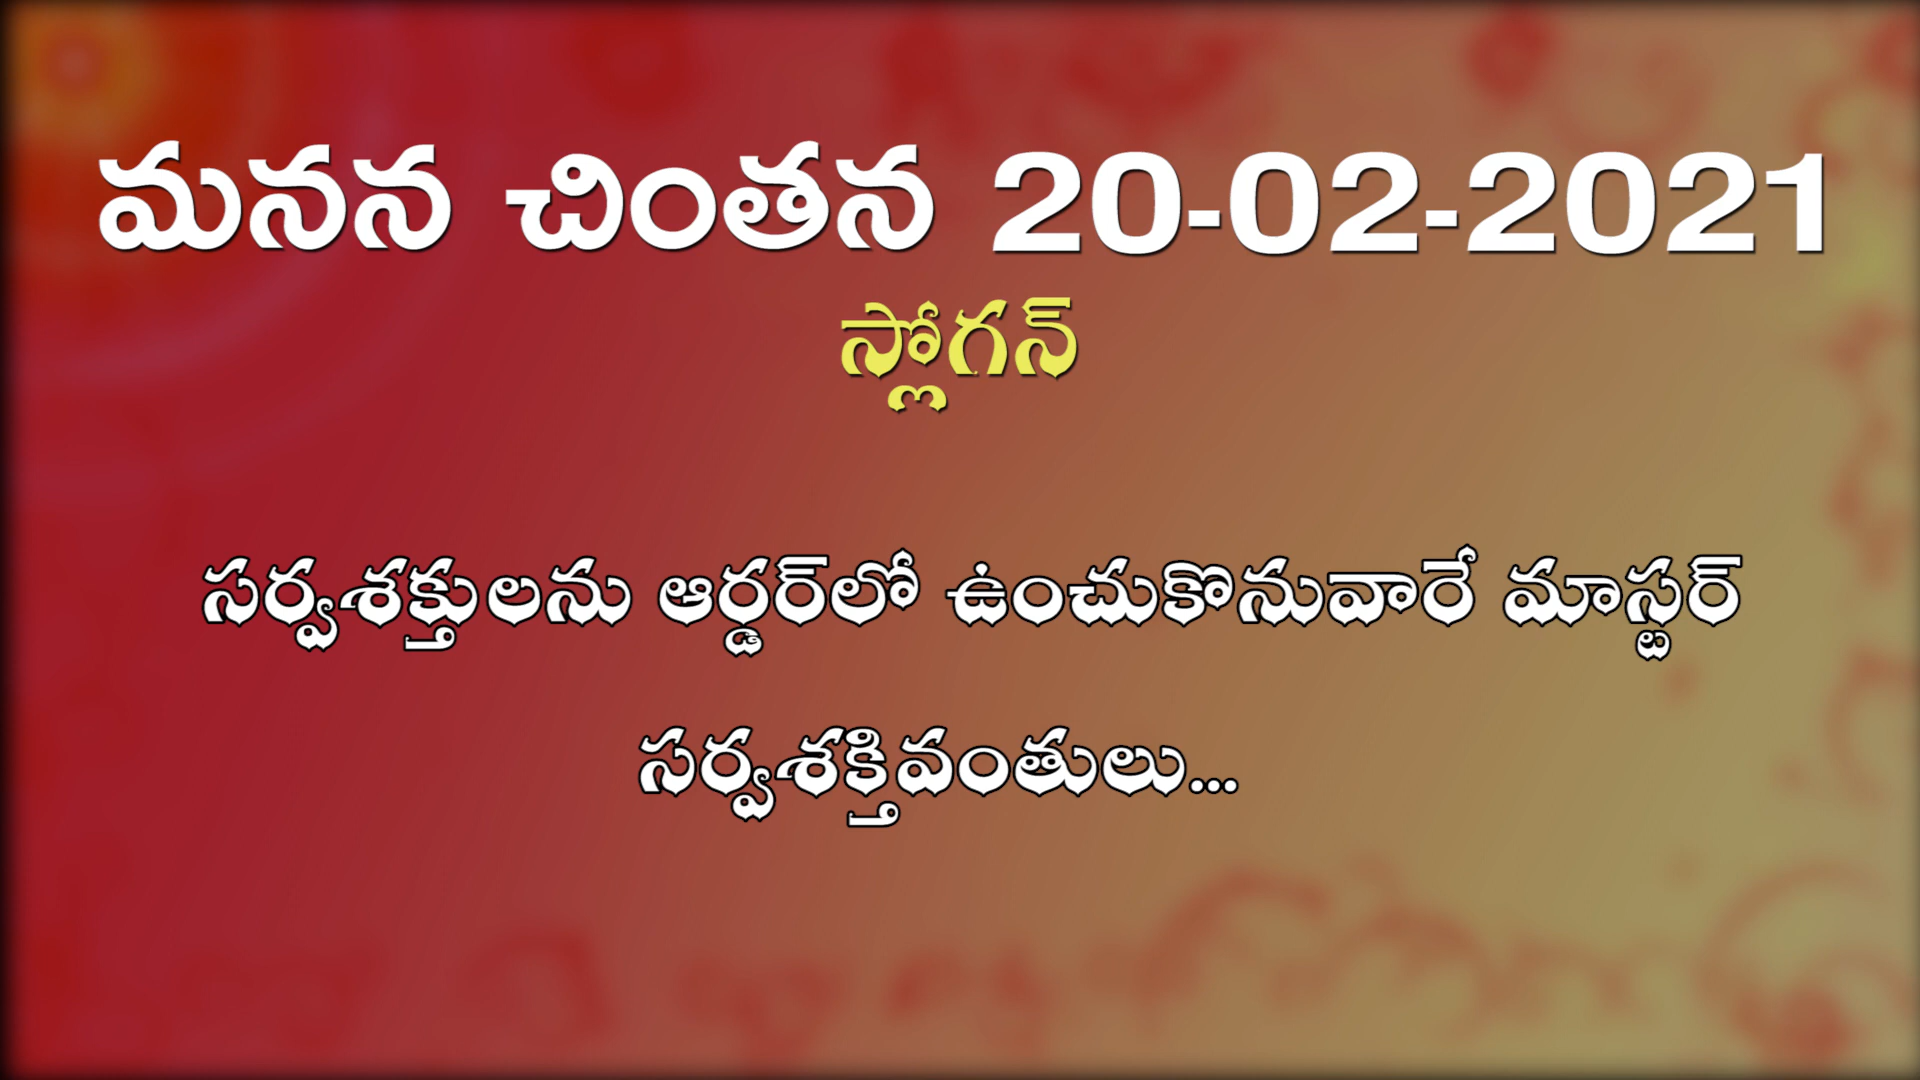 మనన చింతన 20-02-2021
స్లోగన్
సర్వశక్తులను ఆర్డర్‌లో ఉంచుకొనువారే మాస్టర్
సర్వశక్తివంతులు...